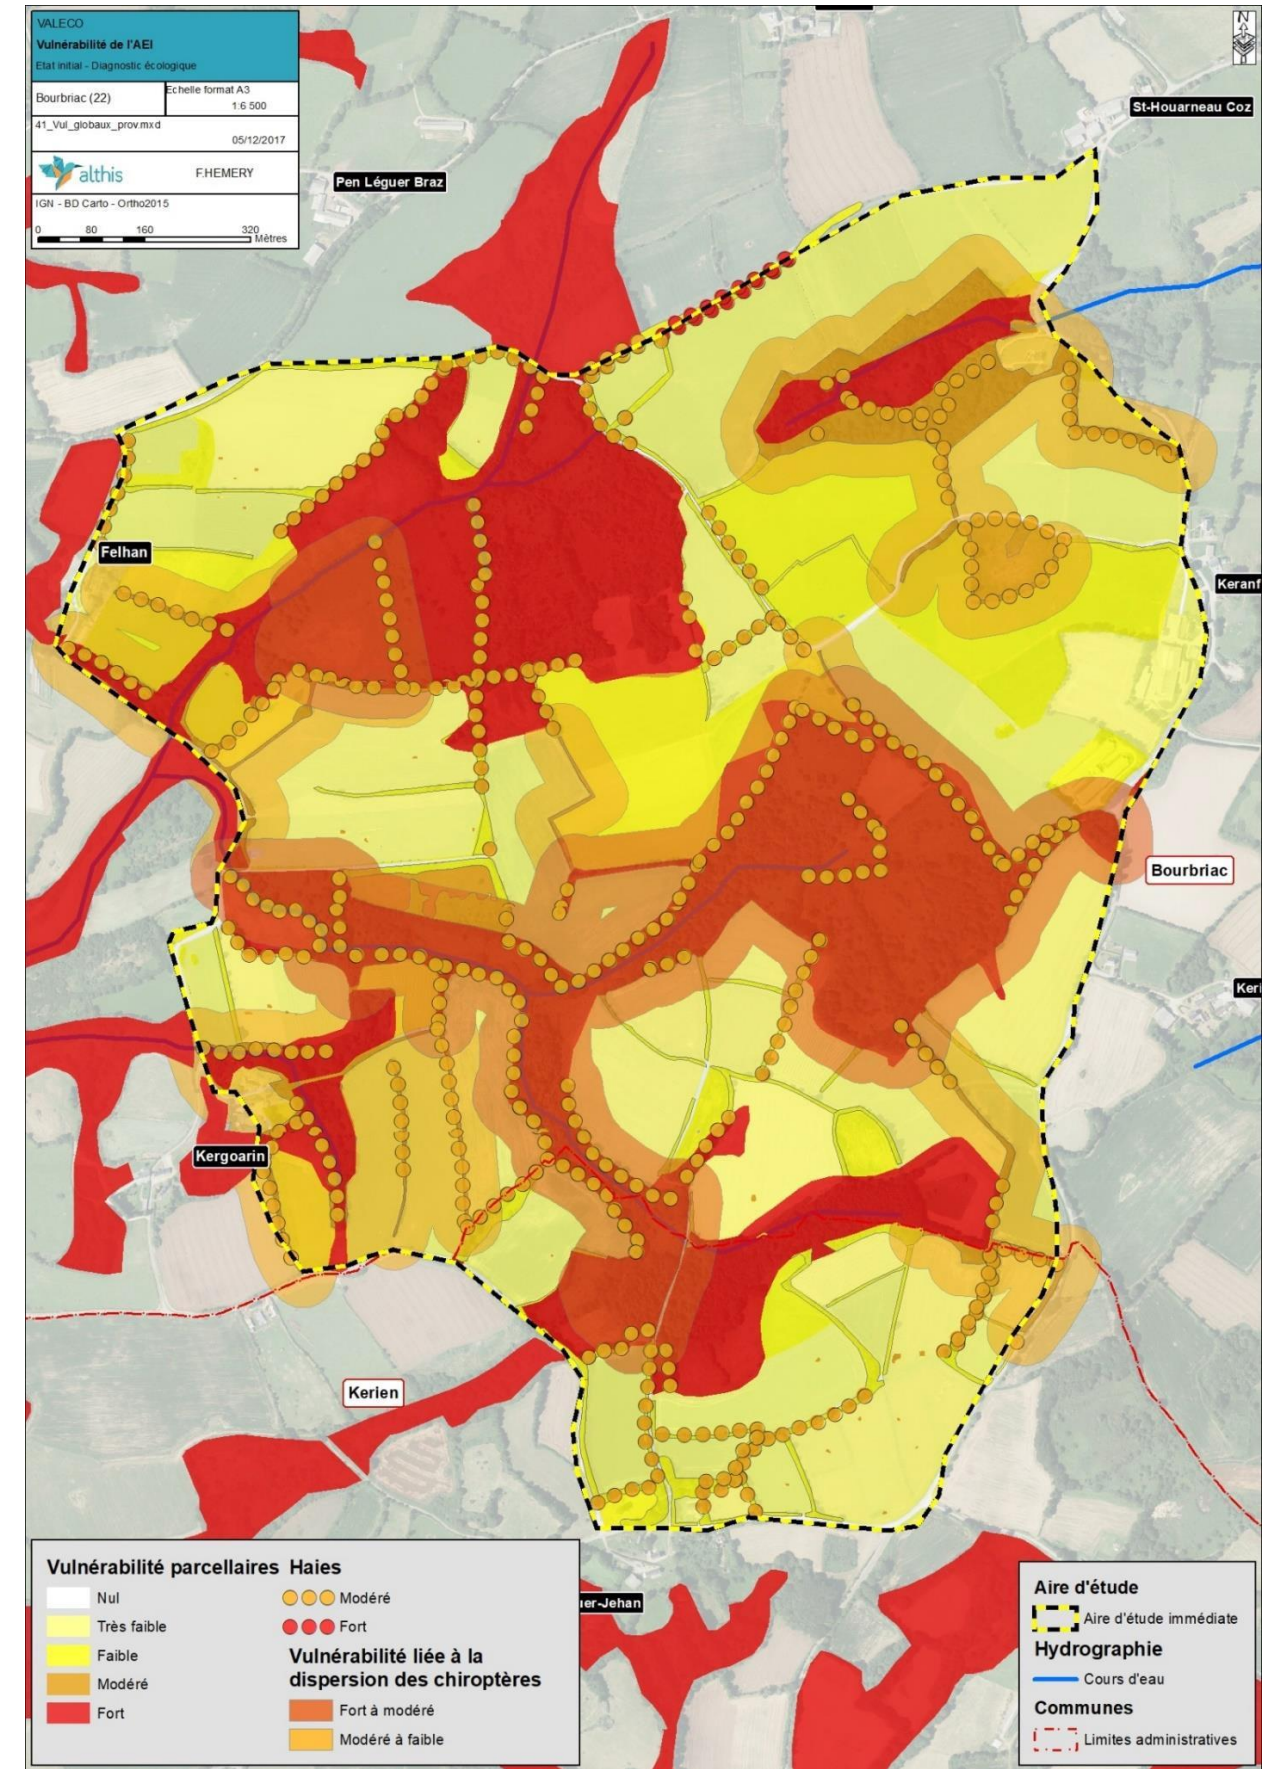 VALECO
Vulnérabilité de l'AEI
Etat initial - Diagnostic écologique
Bourbriac (22)
Echelle format A3
1:6 500
41_Vul_globaux_prov.mxd
05/12/2017
althis
F.HEMERY
IGN - BD Carto - Ortho2015
0 80 160 320
Mètres
N
St-Houarneau Coz
Pen Léguer Braz
Felhan
Keranf
Bourbriac
Keri
Kergoarin
Kerien
er-Jehan
Vulnérabilité parcellaires
Nul
Très faible
Faible
Modéré
Fort
Haies
Modéré
Fort
Vulnérabilité liée à la
dispersion des chiroptères
Fort à modéré
Modéré à faible
Aire d'étude
Aire d'étude immédiate
Hydrographie
Cours d'eau
Communes
Limites administratives